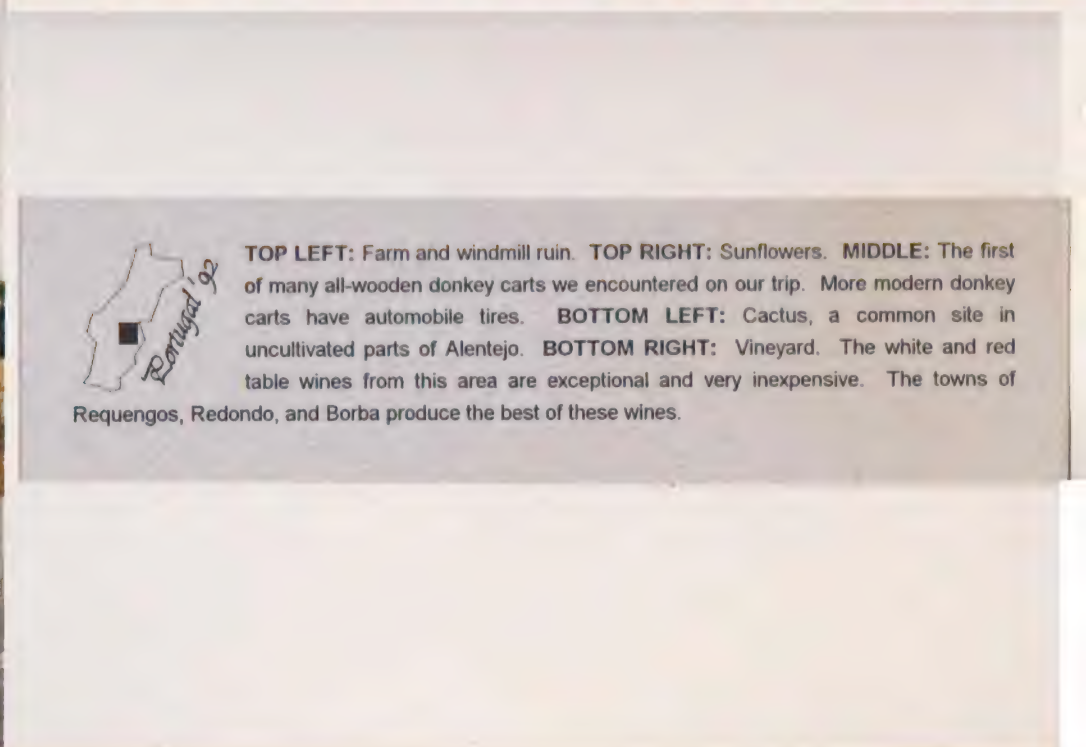 Portugal '92
TOP LEFT: Farm and windmill ruin. TOP RIGHT: Sunflowers. MIDDLE: The first
of many all-wooden donkey carts we encountered on our trip. More modern donkey
carts have automobile tires. BOTTOM LEFT: Cactus, a common site in
uncultivated parts of Alentejo. BOTTOM RIGHT: Vineyard. The white and red
table wines from this area are exceptional and very inexpensive. The towns of
Requengos, Redondo, and Borba produce the best of these wines.